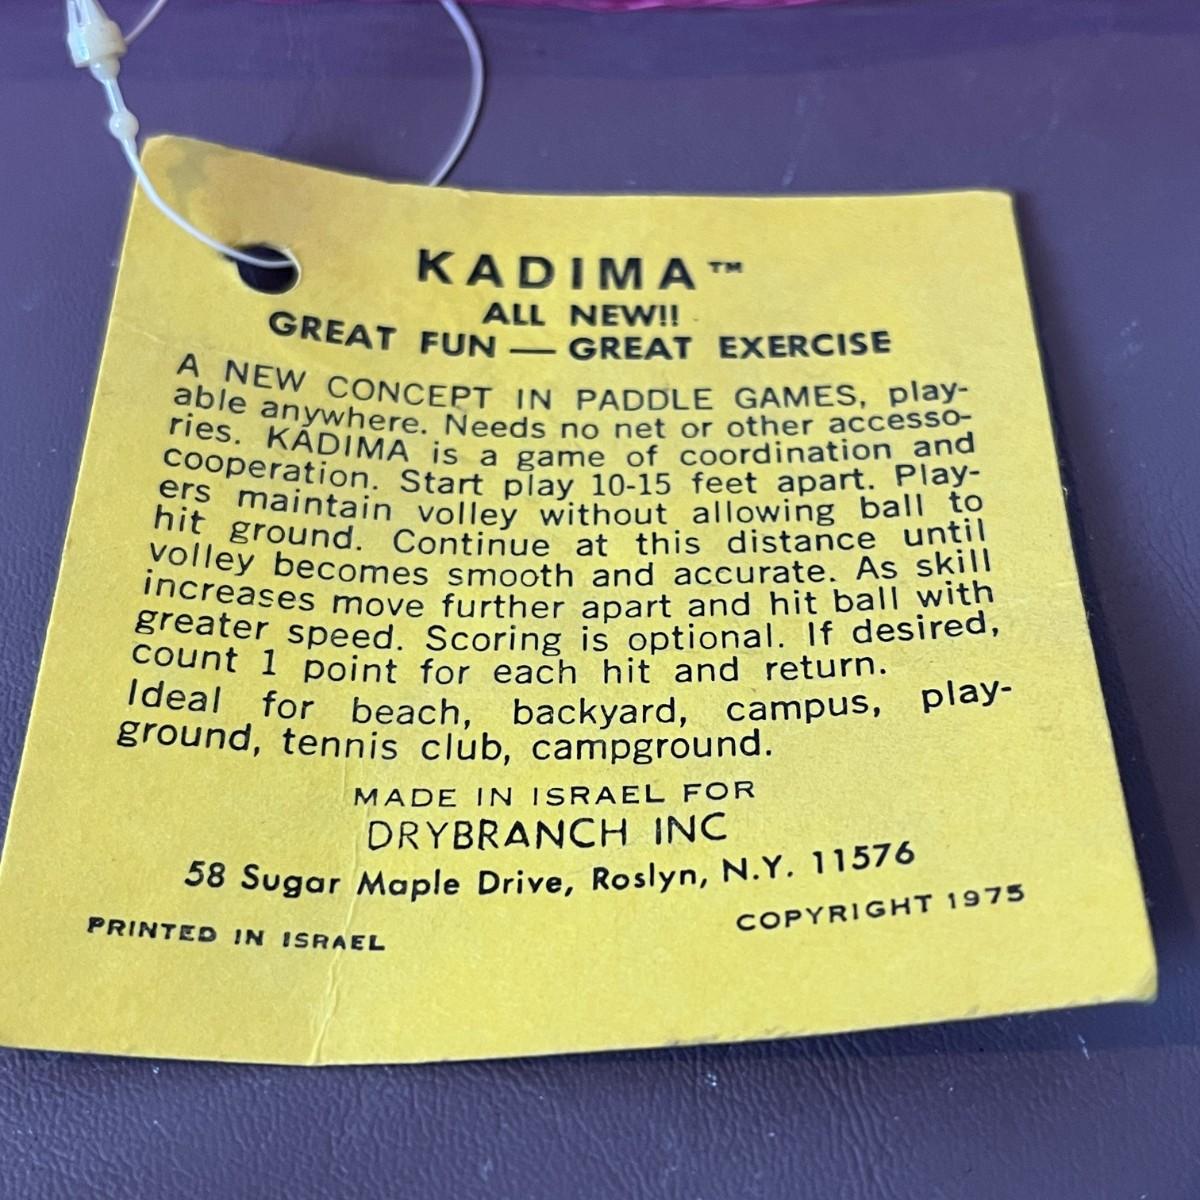 KADIMA™
ALL NEW!!
GREAT FUN — GREAT EXERCISE
A NEW CONCEPT IN PADDLE GAMES, play-
able anywhere. Needs no net or other accesso-
ries. KADIMA is a game of coordination and
cooperation. Start play 10-15 feet apart. Play-
ers maintain volley without allowing ball to
hit ground. Continue at this distance until
volley becomes smooth and accurate. As skill
increases move further apart and hit ball with
greater speed. Scoring is optional. If desired,
count 1 point for each hit and return.
Ideal for beach, backyard, campus, play-
ground, tennis club, campground.
MADE IN ISRAEL FOR
DRYBRANCH INC
58 Sugar Maple Drive, Roslyn, N.Y. 11576
PRINTED IN ISRAEL
COPYRIGHT 1975